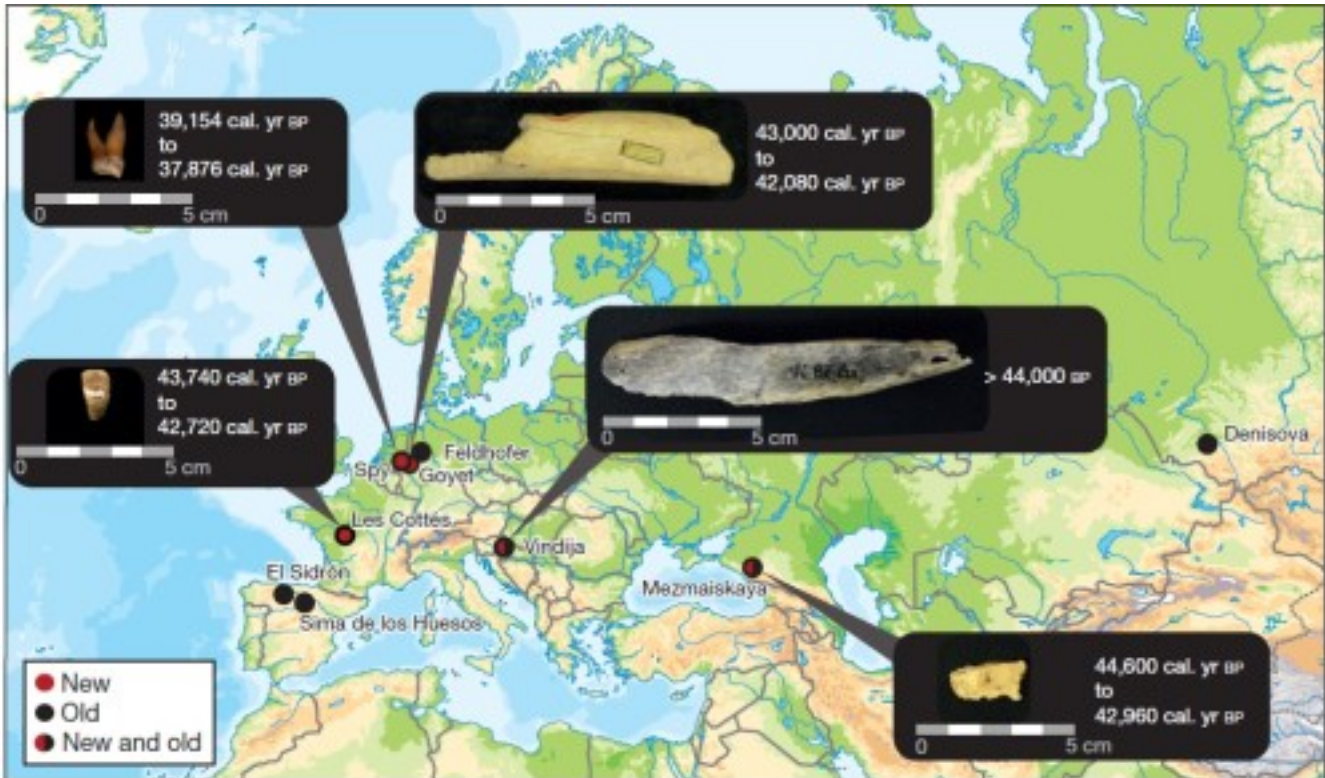 39,154 cal. yr BP
to
37,876 cal. yr BP
0 5 cm
43,000 cal. yr BP
to
42,080 cal. yr BP
0 5 cm
43,740 cal. yr BP
to
42,720 cal. yr BP
0 5 cm
> 44,000 BP
0 5 cm
Denisova
Feldhofer
Spy
Goyet
Les Cottés
Vindija
El Sidrón
Sima de los Huesos
Mezmaiskaya
44,600 cal. yr BP
to
42,960 cal. yr BP
0 5 cm
New
Old
New and old